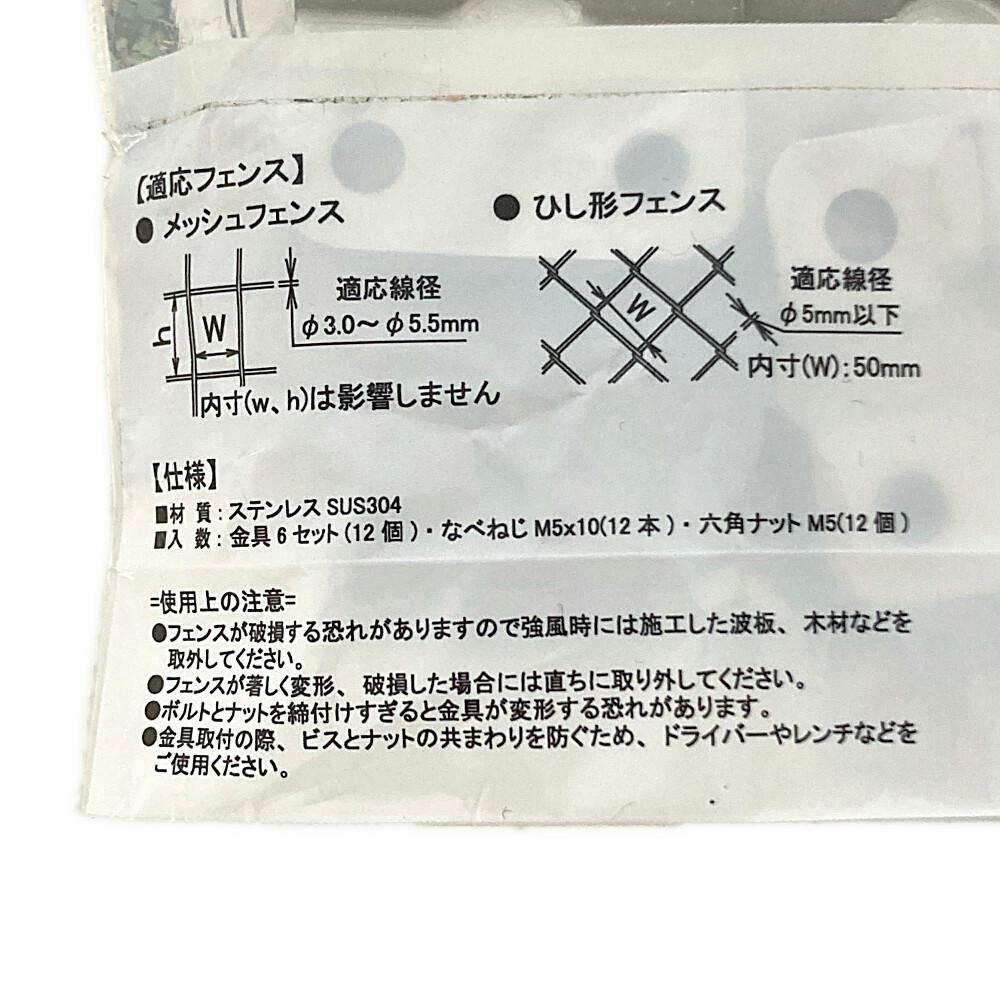 【適応フェンス】
● メッシュフェンス
h
W
適応線径
φ3.0～φ5.5mm
内寸(w、h)は影響しません
● ひし形フェンス
W
適応線径
φ5mm以下
内寸(W)：50mm
【仕様】
■材 質：ステンレス SUS304
■入 数：金具6セット(12個)・なべねじ M5x10(12本)・六角ナット M5(12個)
=使用上の注意=
●フェンスが破損する恐れがありますので強風時には施工した波板、木材などを
取外してください。
●フェンスが著しく変形、破損した場合には直ちに取り外してください。
●ボルトとナットを締付けすぎると金具が変形する恐れがあります。
●金具取付の際、ビスとナットの共まわりを防ぐため、ドライバーやレンチなどを
ご使用ください。